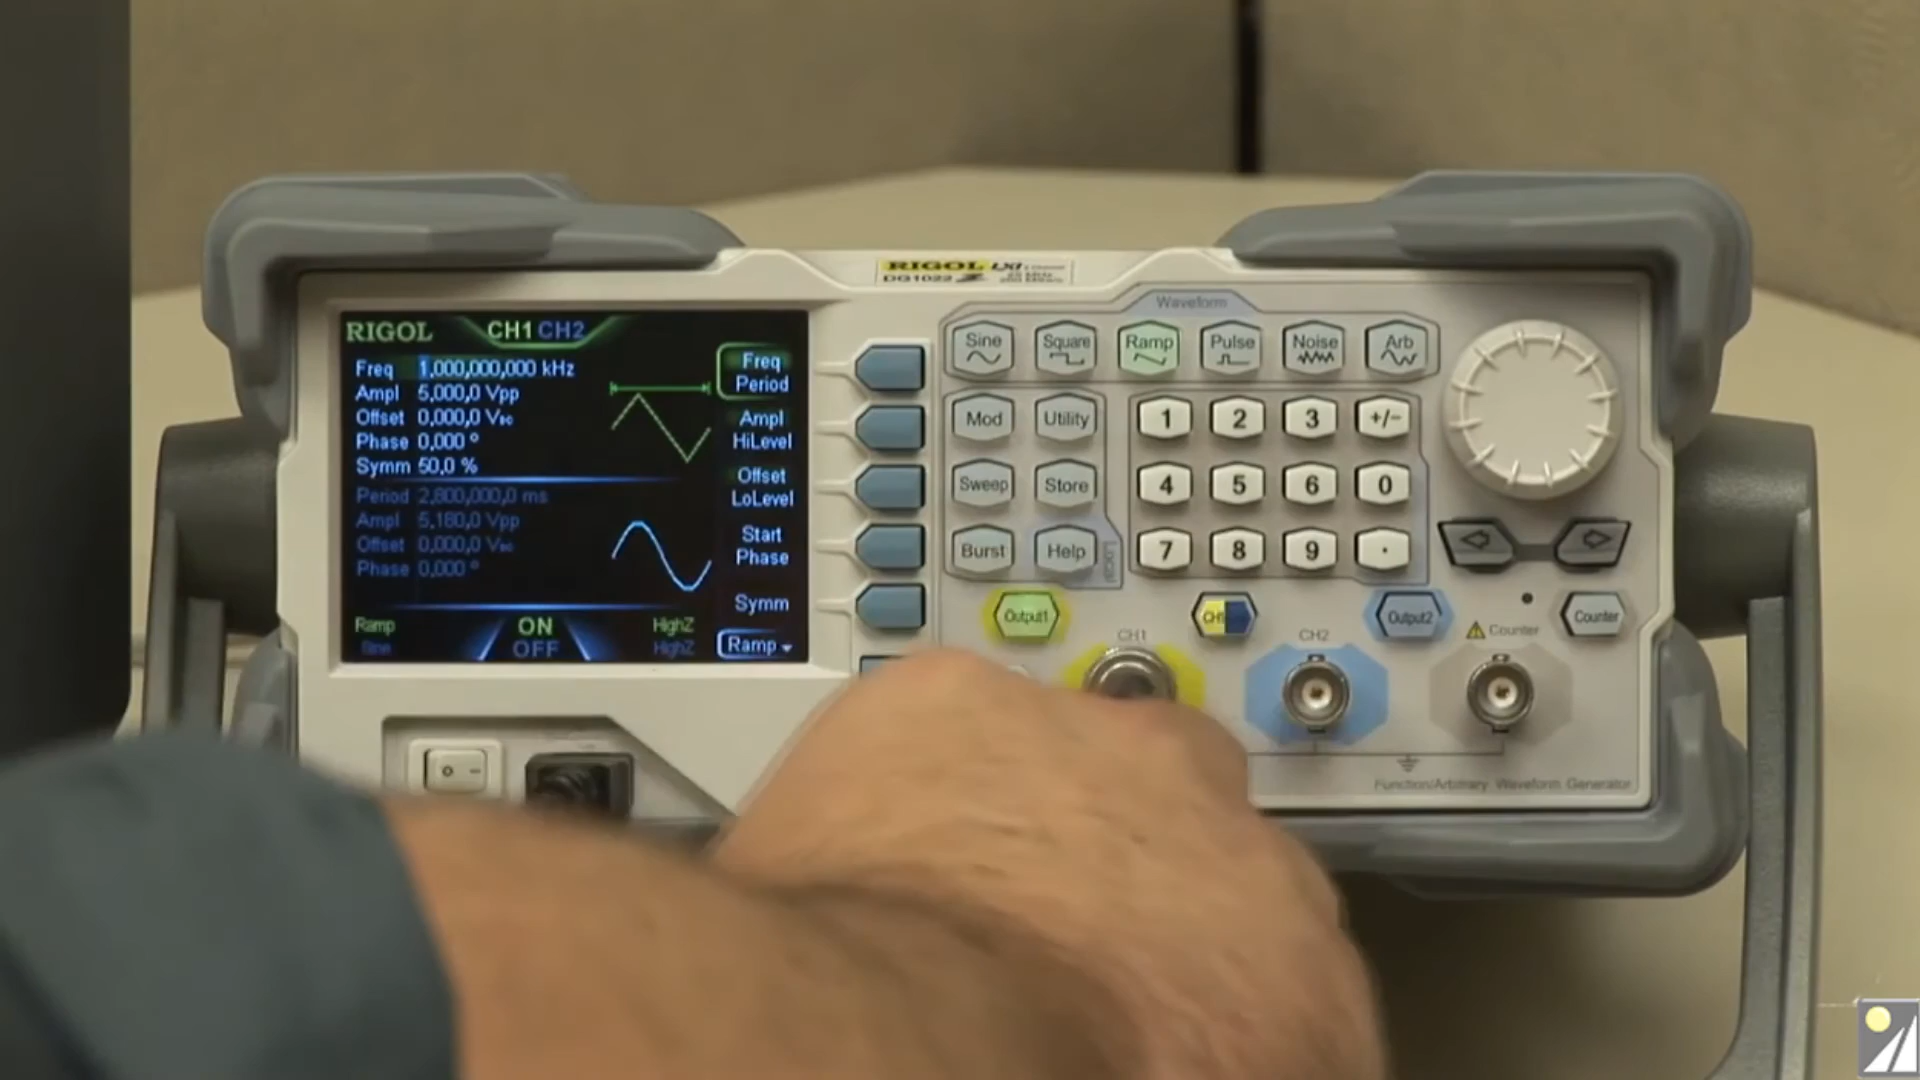 RIGOL CH1 CH2
Freq 1,000,000,000 kHz
Ampl 5,000,0 Vpp
Offset 0,000,0 VDC
Phase 0,000 °
Symm 50,0 %
Period 2,800,000,0 ms
Ampl 5,180,0 Vpp
Offset 0,000,0 VDC
Phase 0,000 °
Ramp ON HighZ
Sine OFF HighZ
Freq
Period
Ampl
HiLevel
Offset
LoLevel
Start
Phase
Symm
Ramp
RIGOL LXI
DG1022 Z
Waveform
Sine Square Ramp Pulse Noise Arb
Mod Utility 1 2 3 +/-
Sweep Store 4 5 6 0
Burst Help 7 8 9 .
Local
Output1 Output2 Counter
CH1 CH2 Counter
Function/Arbitrary Waveform Generator